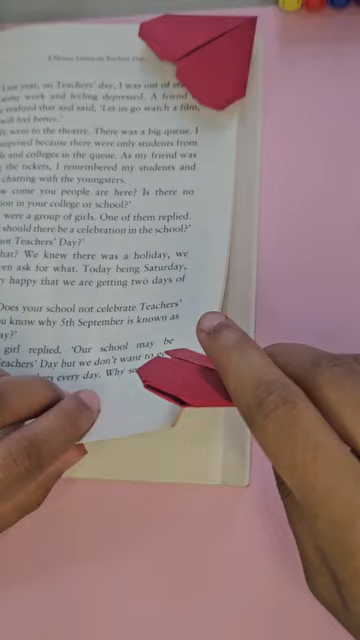 Last year, on Teachers' day, I was out of
work and feeling depressed. A friend
realized that and said, 'Let us go watch a film,
will feel better.'
went to the theatre. There was a big queue. I
surprised because there were only students from
and colleges in the queue. As my friend was
the tickets, I remembered my students and
chatting with the youngsters.
come you people are here? Is there no
in your college or school?'
were a group of girls. One of them replied.
should there be a celebration in the school?'
not Teachers' Day?'
We knew there was a holiday, we
ask for what. Today being Saturday,
happy that we are getting two days of
Does your school not celebrate Teachers'
know why 5th September is known as
girl replied. 'Our school may be
Teachers' Day but we don't want to
every day. Why